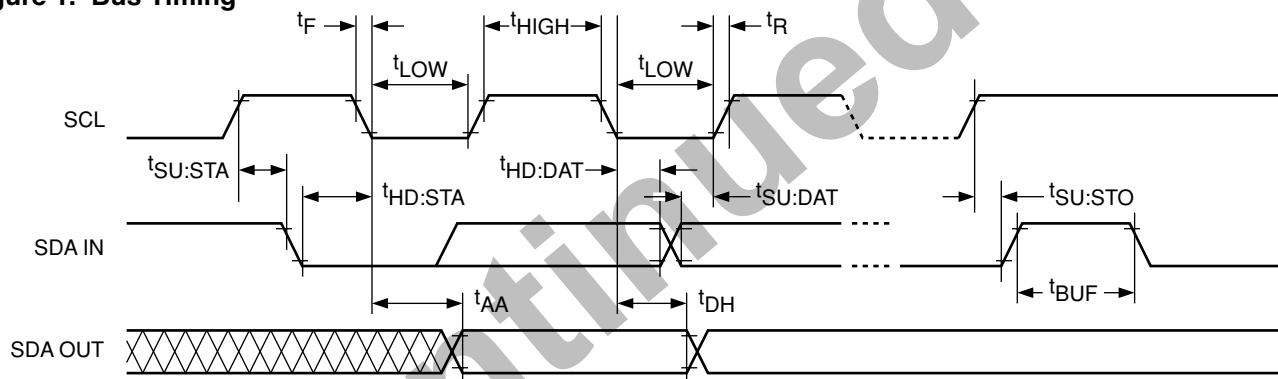 Figure 1. Bus Timing
tF
tHIGH
tR
tLOW
tLOW
SCL
tSU:STA
tHD:STA
tHD:DAT
tSU:DAT
tSU:STO
SDA IN
tAA
tDH
tBUF
SDA OUT